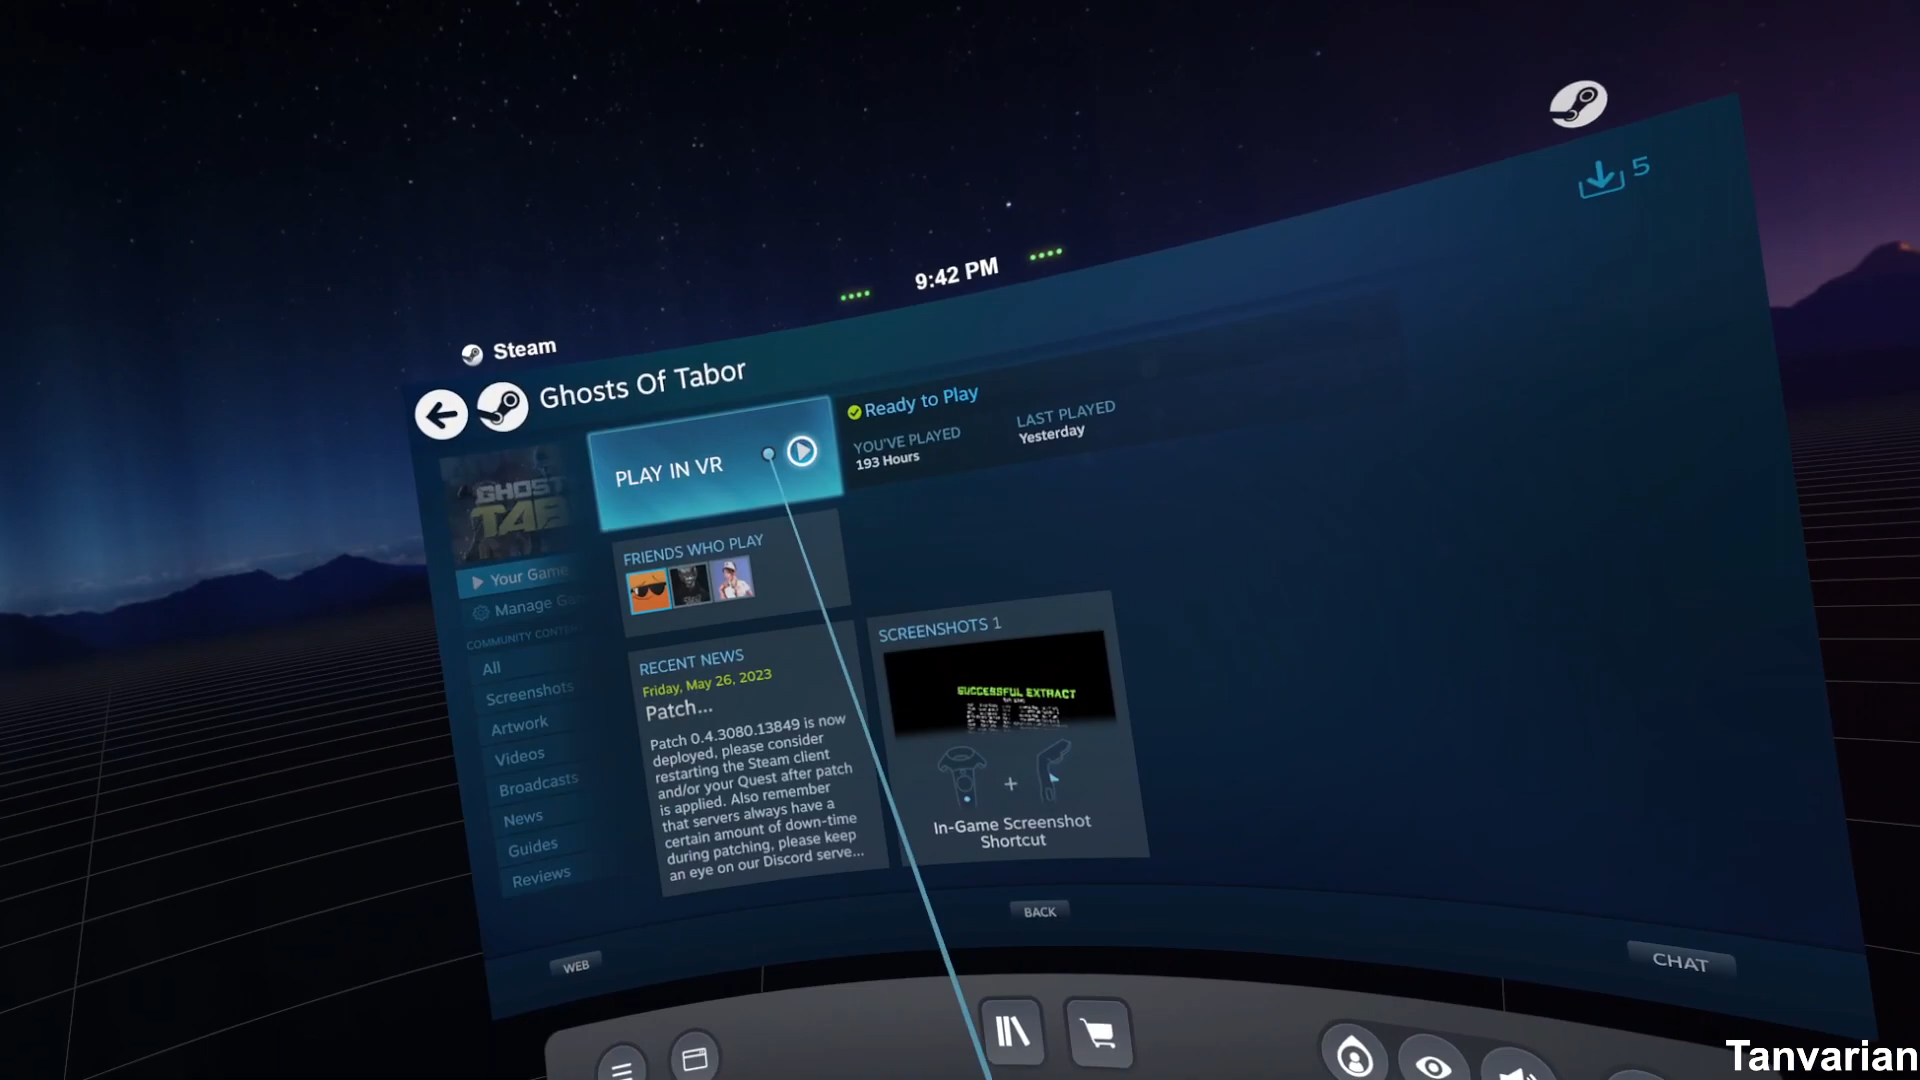 5
9:42 PM
Steam
Ghosts Of Tabor
PLAY IN VR
Ready to Play
YOU'VE PLAYED
193 Hours
LAST PLAYED
Yesterday
GHOST
TAB
Your Game
Manage Ga
COMMUNITY CONTEN
All
Screenshots
Artwork
Videos
Broadcasts
News
Guides
Reviews
FRIENDS WHO PLAY
RECENT NEWS
Friday, May 26, 2023
Patch...
Patch 0.4.3080.13849 is now
deployed, please consider
restarting the Steam client
and/or your Quest after patch
is applied. Also remember
that servers always have a
certain amount of down-time
during patching, please keep
an eye on our Discord serve...
SCREENSHOTS 1
SUCCESSFUL EXTRACT
+
In-Game Screenshot
Shortcut
BACK
WEB
CHAT
Tanvarian